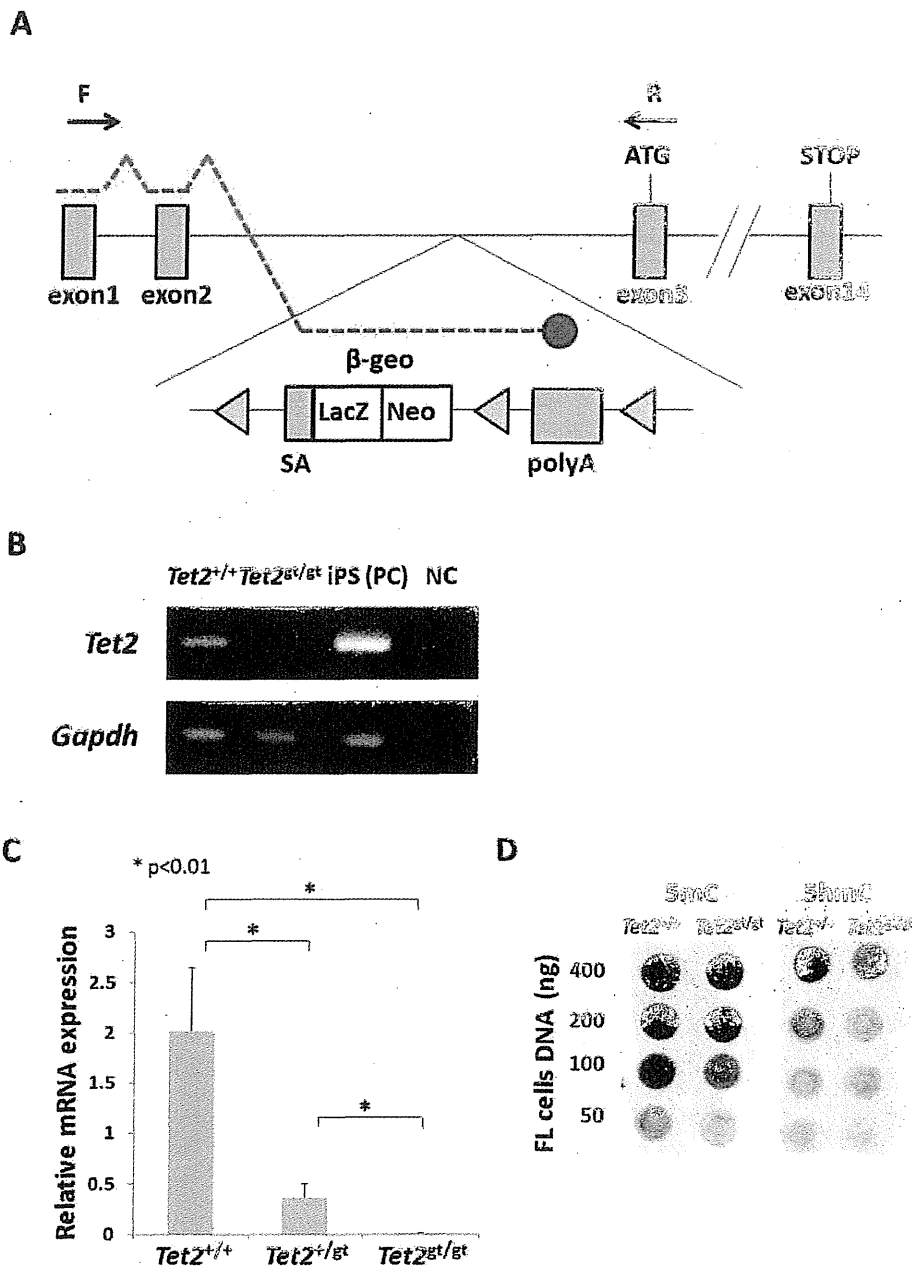 A
F R
ATG STOP
exon1 exon2 exon3 exon14
β-geo
LacZ Neo
SA polyA
B
Tet2+/+ Tet2gt/gt iPS (PC) NC
Tet2
Gapdh
C
* p<0.01
*
*
*
Relative mRNA expression
3
2.5
2
1.5
1
0.5
0
Tet2+/+ Tet2+/gt Tet2gt/gt
D
5mC 5hmC
Tet2+/+ Tet2gt/gt Tet2+/+ Tet2gt/gt
FL cells DNA (ng)
400
200
100
50